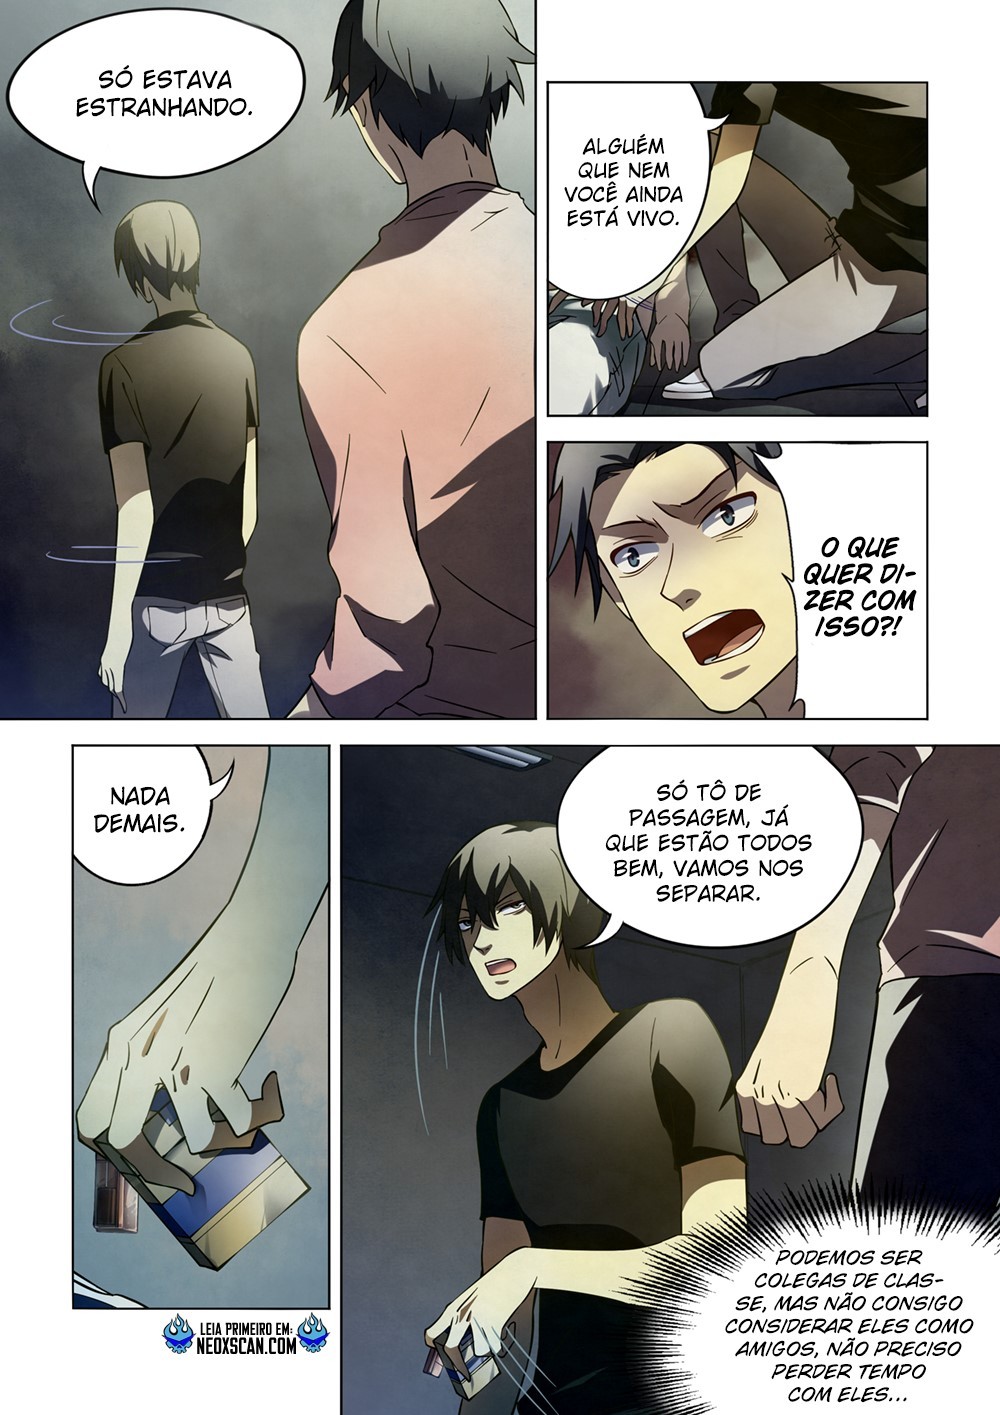 SÓ ESTAVA
ESTRANHANDO.
ALGUÉM
QUE NEM
VOCÊ AINDA
ESTÁ VIVO.
O QUE
QUER DI-
ZER COM
ISSO?!
NADA
DEMAIS.
SÓ TÔ DE
PASSAGEM, JÁ
QUE ESTÃO TODOS
BEM, VAMOS NOS
SEPARAR.
PODEMOS SER
COLEGAS DE CLAS-
SE, MAS NÃO CONSIGO
CONSIDERAR ELES COMO
AMIGOS, NÃO PRECISO
PERDER TEMPO
COM ELES...
LEIA PRIMEIRO EM:
NEOXSCAN.COM